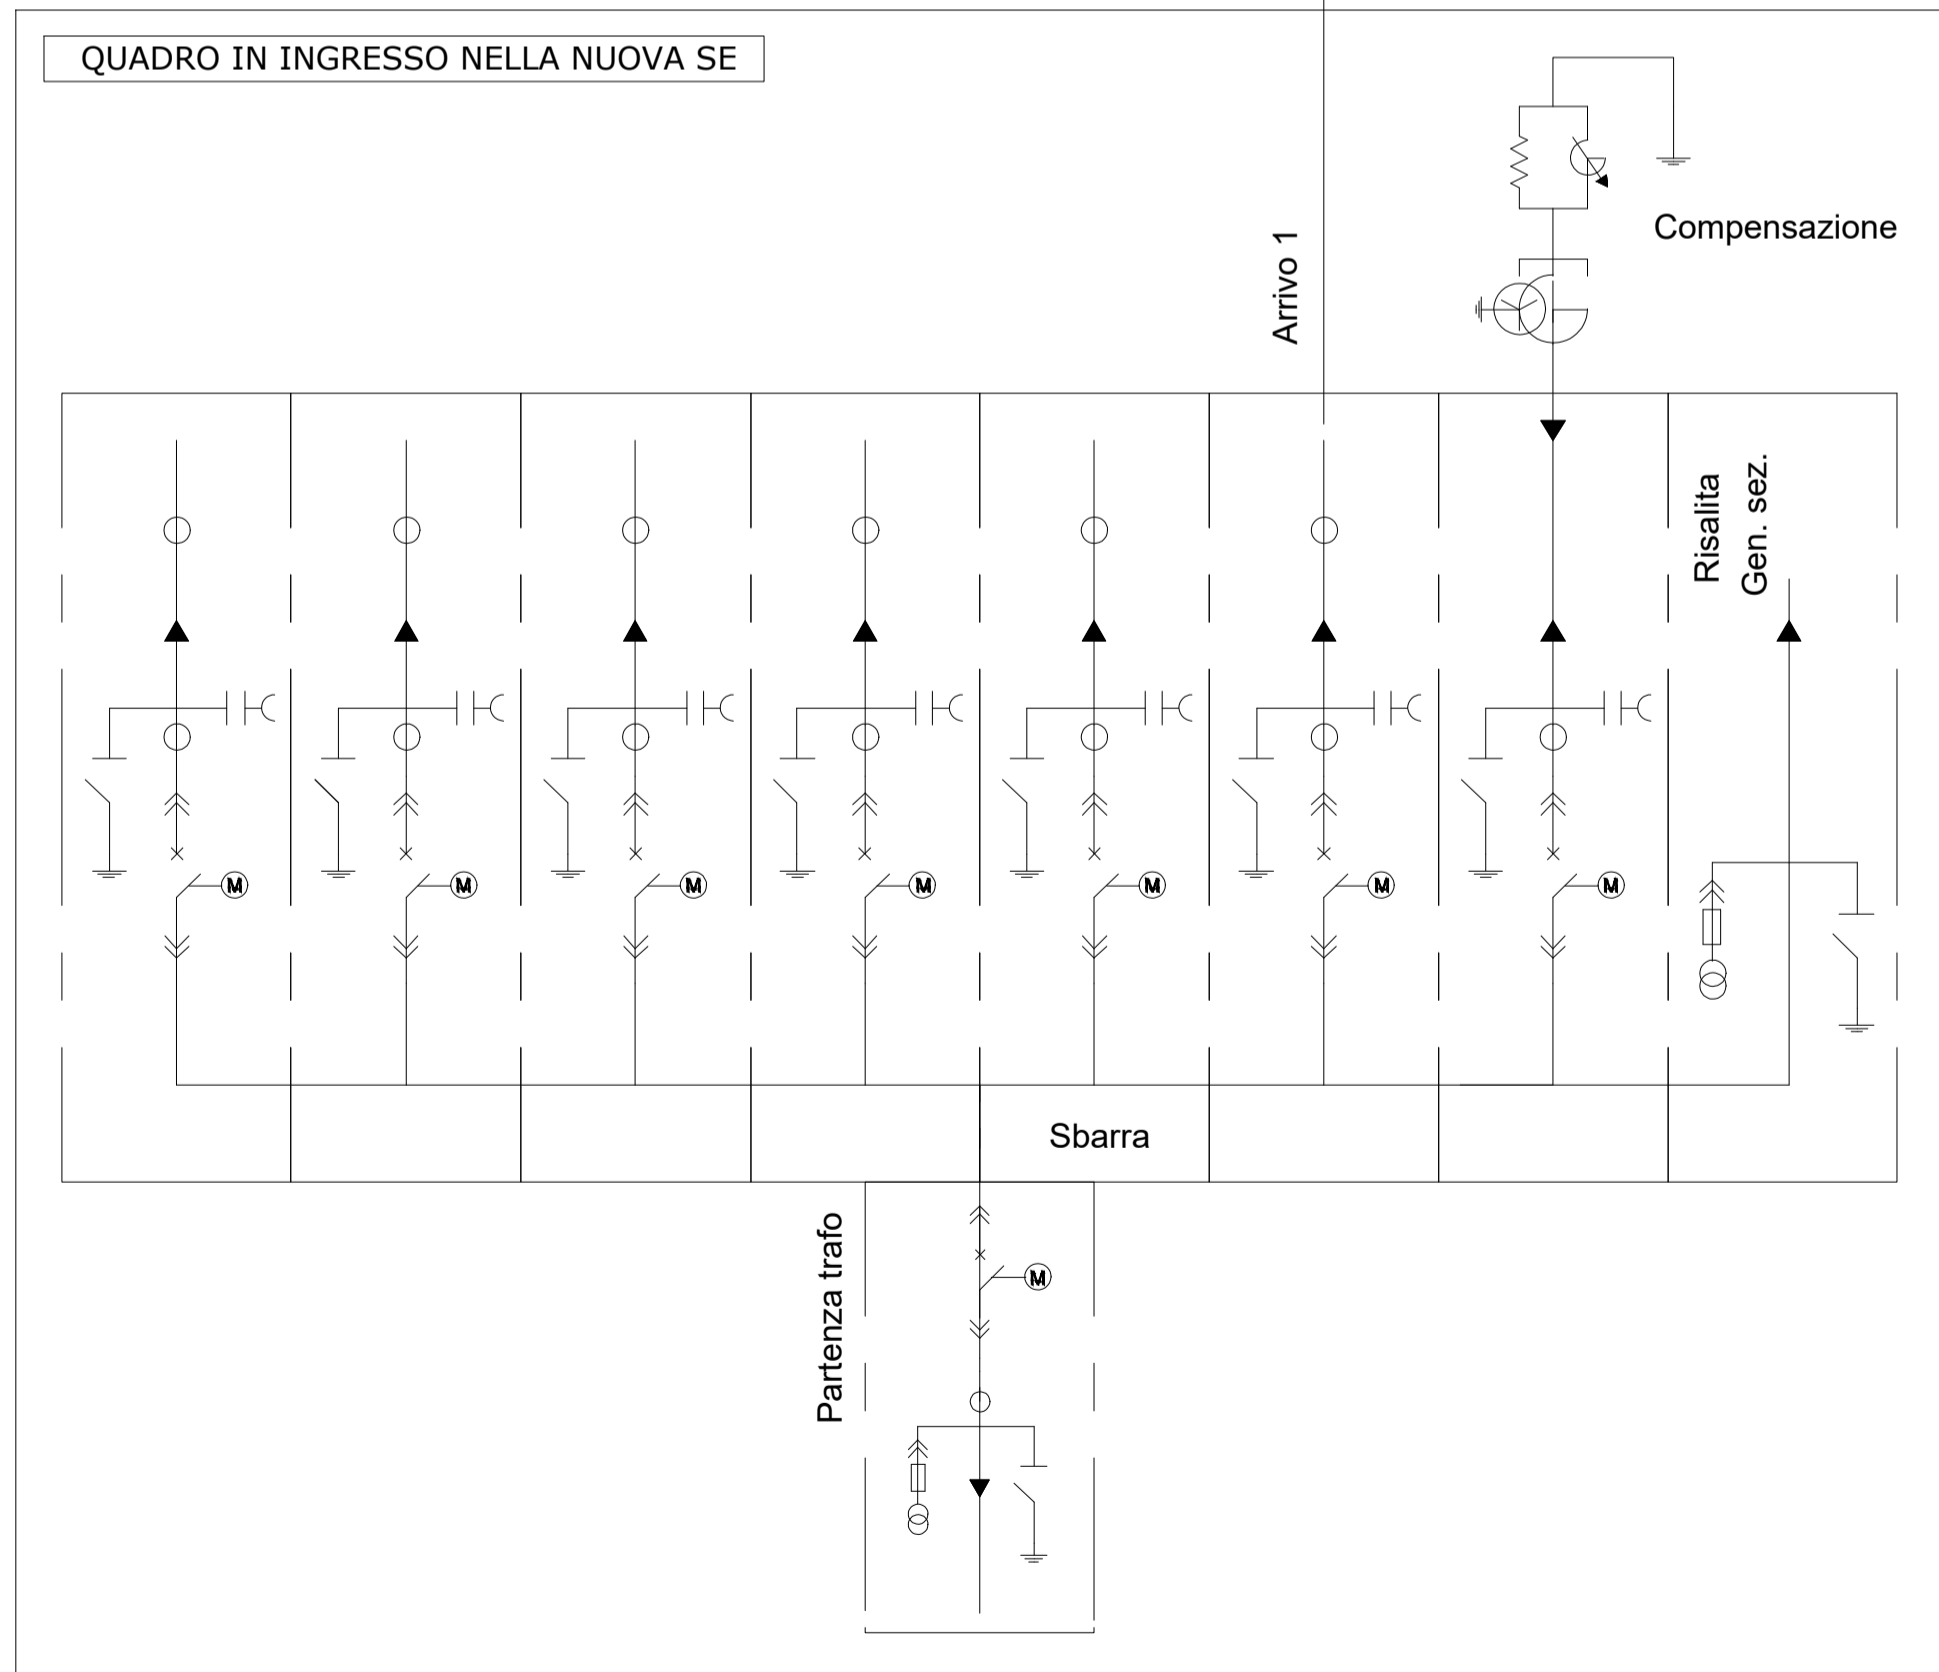 QUADRO IN INGRESSO NELLA NUOVA SE
Compensazione
Arrivo 1
Risalita
Gen. sez.
M
M
M
M
M
M
M
Sbarra
Partenza trafo
M